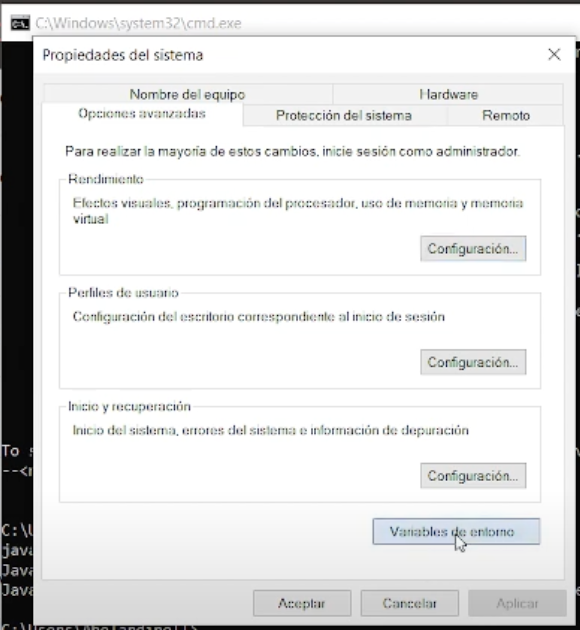 C:\Windows\system32\cmd.exe
Propiedades del sistema
Nombre del equipo
Hardware
Opciones avanzadas
Protección del sistema
Remoto
Para realizar la mayoría de estos cambios, inicie sesión como administrador.
Rendimiento
Efectos visuales, programación del procesador, uso de memoria y memoria
virtual
Configuración...
Perfiles de usuario
Configuración del escritorio correspondiente al inicio de sesión
Configuración...
Inicio y recuperación
Inicio del sistema, errores del sistema e información de depuración
Configuración...
To
--<
Variables de entorno
C:\U
java
Java
Java
Aceptar
Cancelar
Aplicar